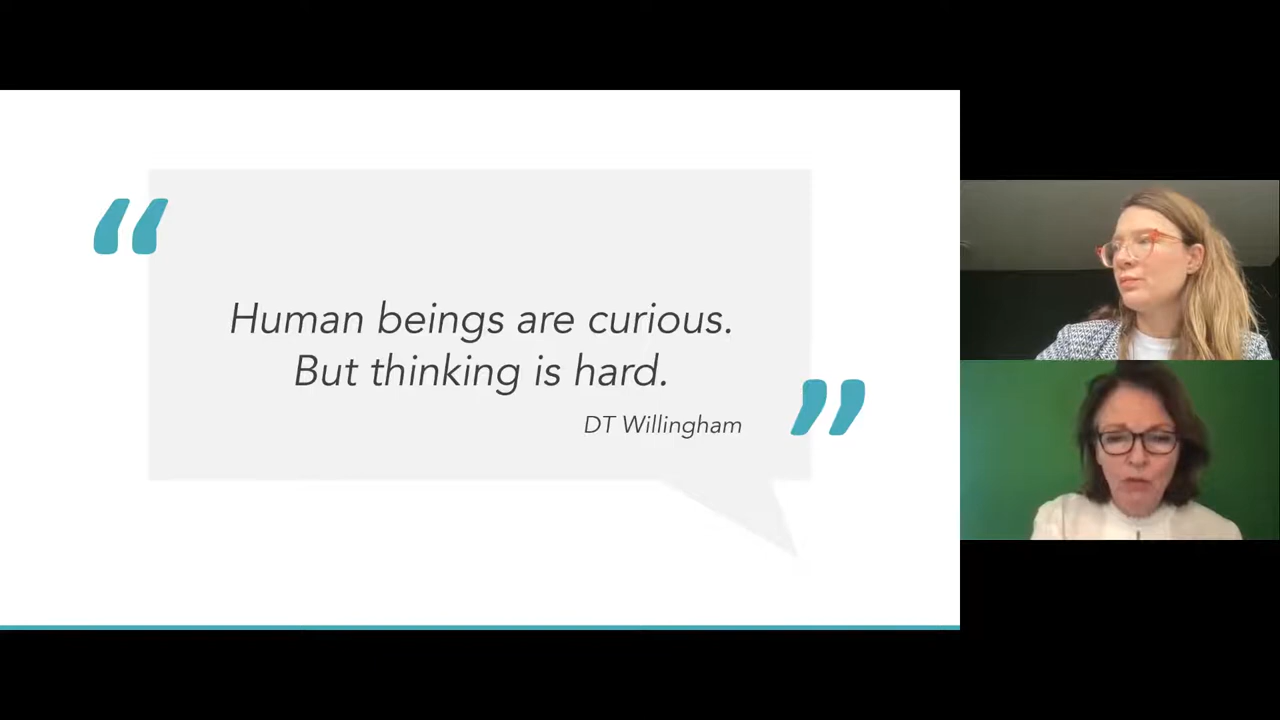 “
Human beings are curious.
But thinking is hard.
DT Willingham
”